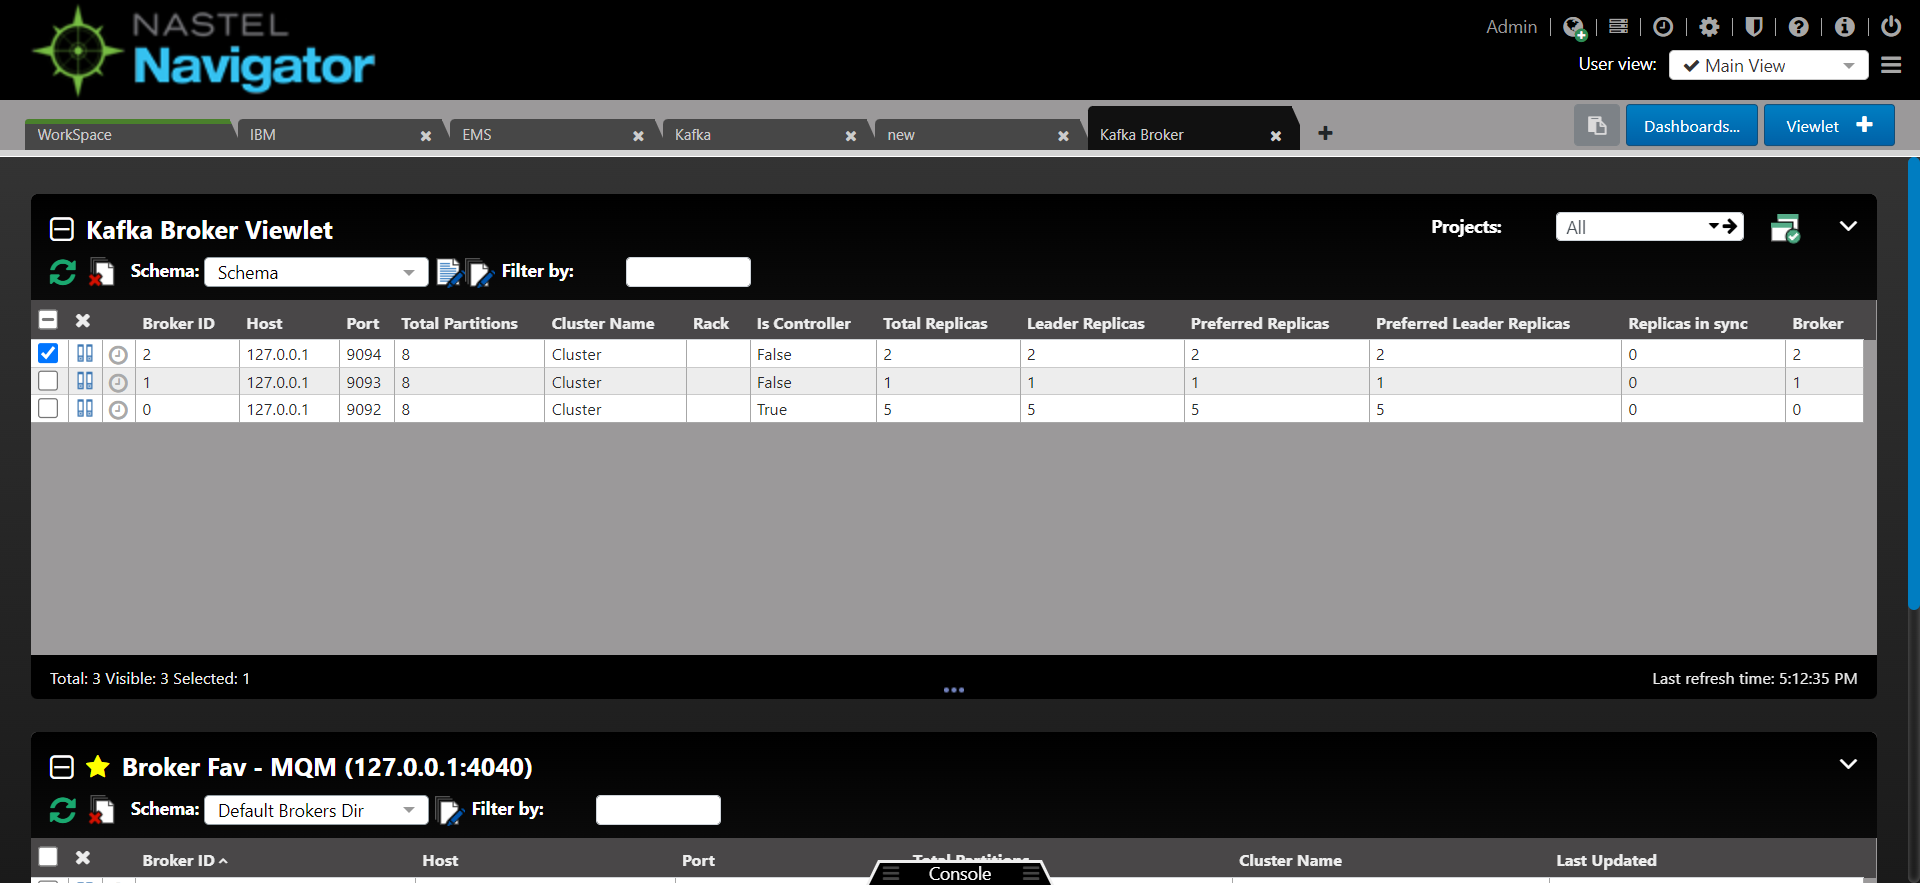 NASTEL
Navigator
Admin
User view: Main View
WorkSpace IBM EMS Kafka new Kafka Broker
Dashboards... Viewlet
Kafka Broker Viewlet Projects: All
Schema: Schema Filter by:
Broker ID Host Port Total Partitions Cluster Name Rack Is Controller Total Replicas Leader Replicas Preferred Replicas Preferred Leader Replicas Replicas in sync Broker
2 127.0.0.1 9094 8 Cluster False 2 2 2 2 0 2
1 127.0.0.1 9093 8 Cluster False 1 1 1 1 0 1
0 127.0.0.1 9092 8 Cluster True 5 5 5 5 0 0
Total: 3 Visible: 3 Selected: 1 Last refresh time: 5:12:35 PM
Broker Fav - MQM (127.0.0.1:4040)
Schema: Default Brokers Dir Filter by:
Broker ID Host Port Total Partitions Cluster Name Last Updated
Console